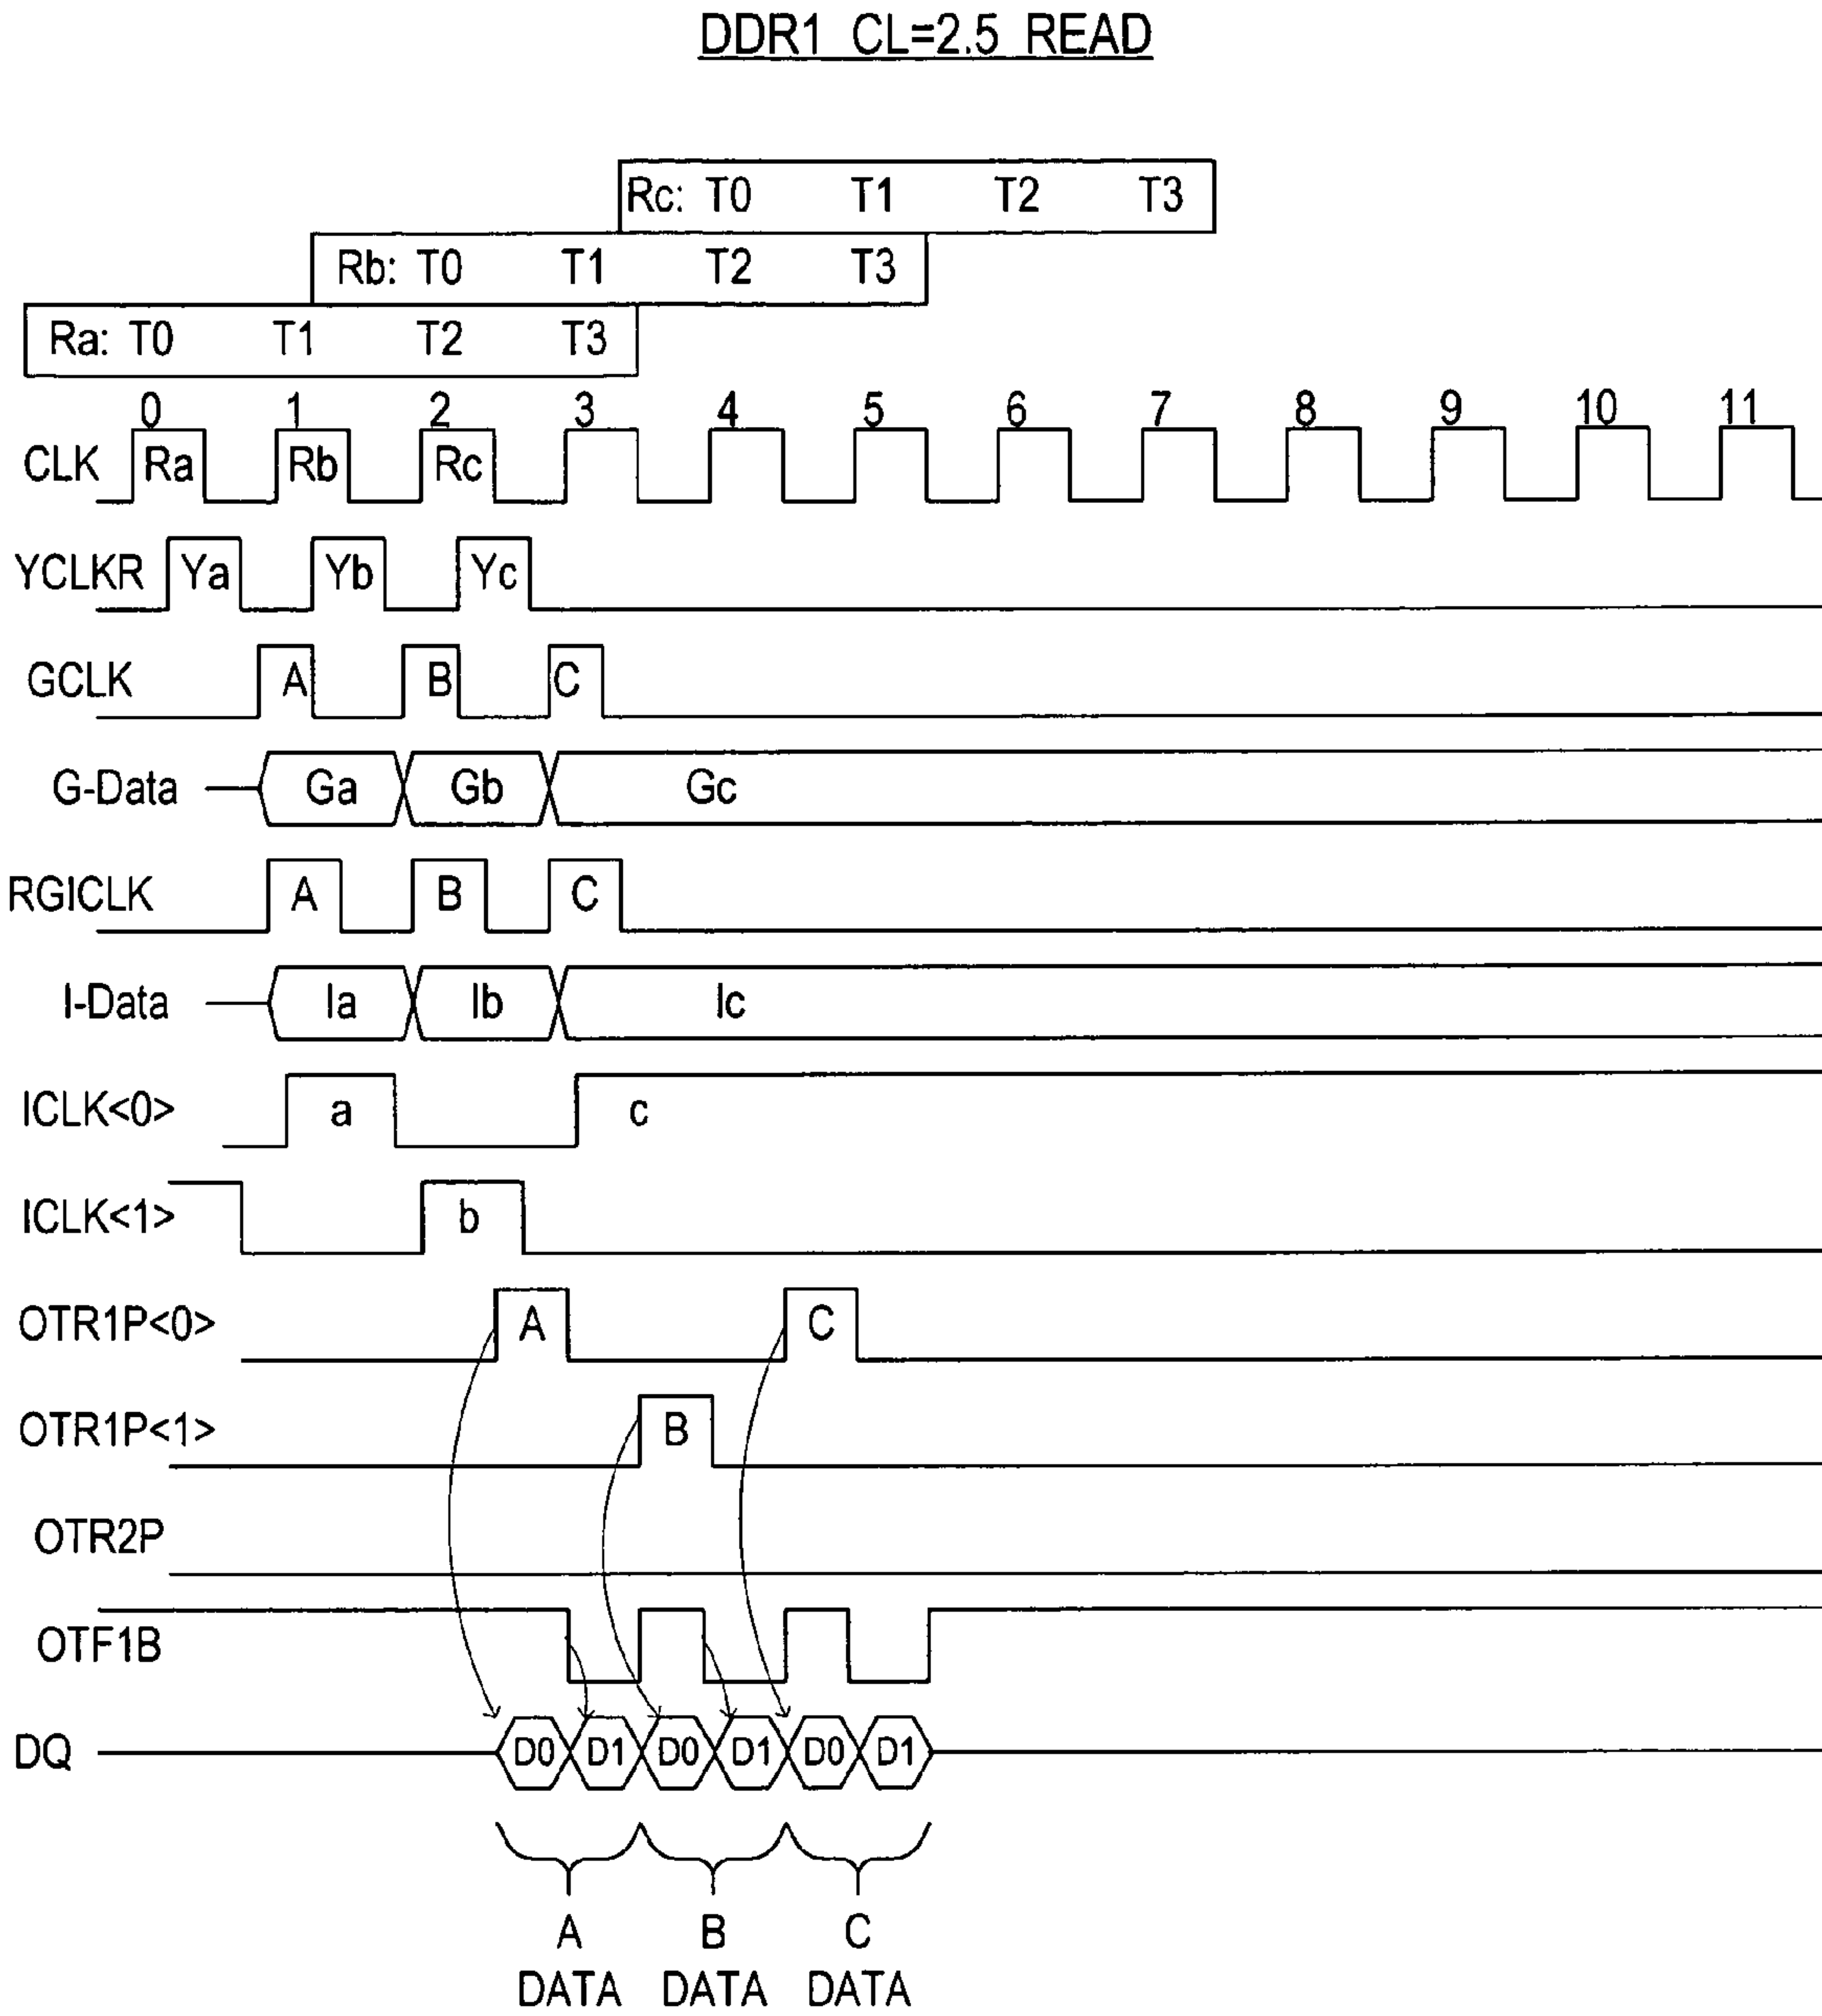 DDR1 CL=2.5 READ
Rc: T0 T1 T2 T3
Rb: T0 T1 T2 T3
Ra: T0 T1 T2 T3
0 1 2 3 4 5 6 7 8 9 10 11
CLK Ra Rb Rc
YCLKR Ya Yb Yc
GCLK A B C
G-Data Ga Gb Gc
RGICLK A B C
I-Data Ia Ib Ic
ICLK<0> a c
ICLK<1> b
OTR1P<0> A C
OTR1P<1> B
OTR2P
OTF1B
DQ D0 D1 D0 D1 D0 D1
A B C
DATA DATA DATA